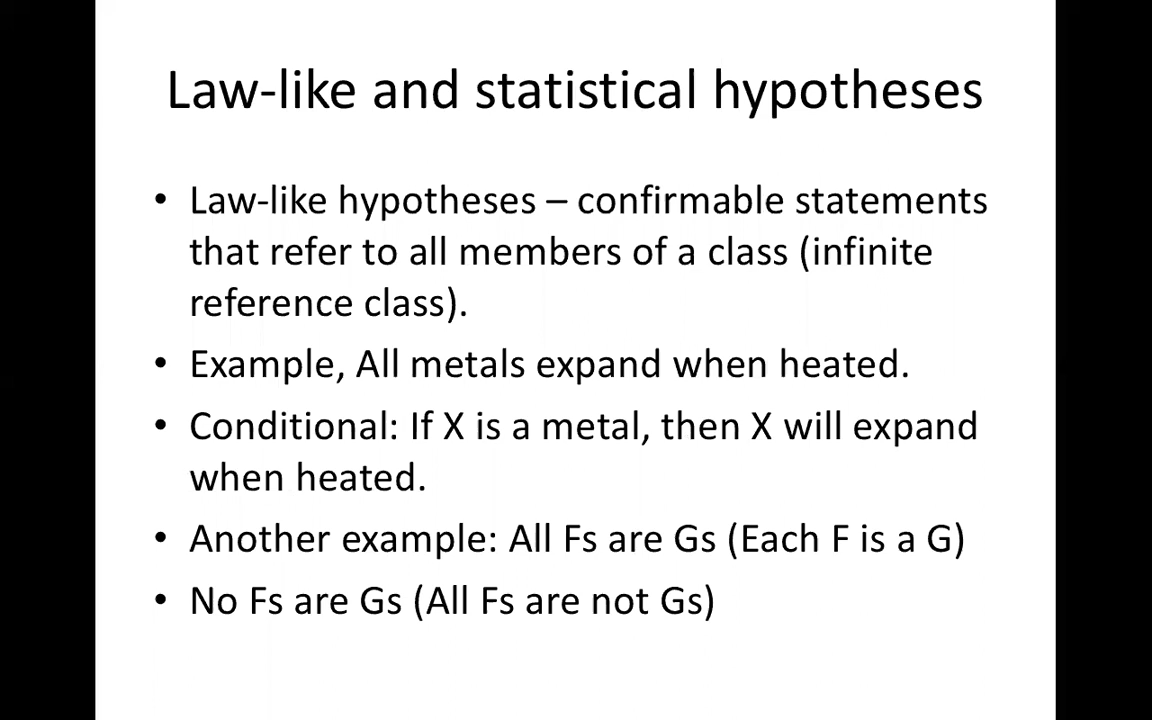 Law-like and statistical hypotheses
• Law-like hypotheses – confirmable statements
that refer to all members of a class (infinite
reference class).
• Example, All metals expand when heated.
• Conditional: If X is a metal, then X will expand
when heated.
• Another example: All Fs are Gs (Each F is a G)
• No Fs are Gs (All Fs are not Gs)